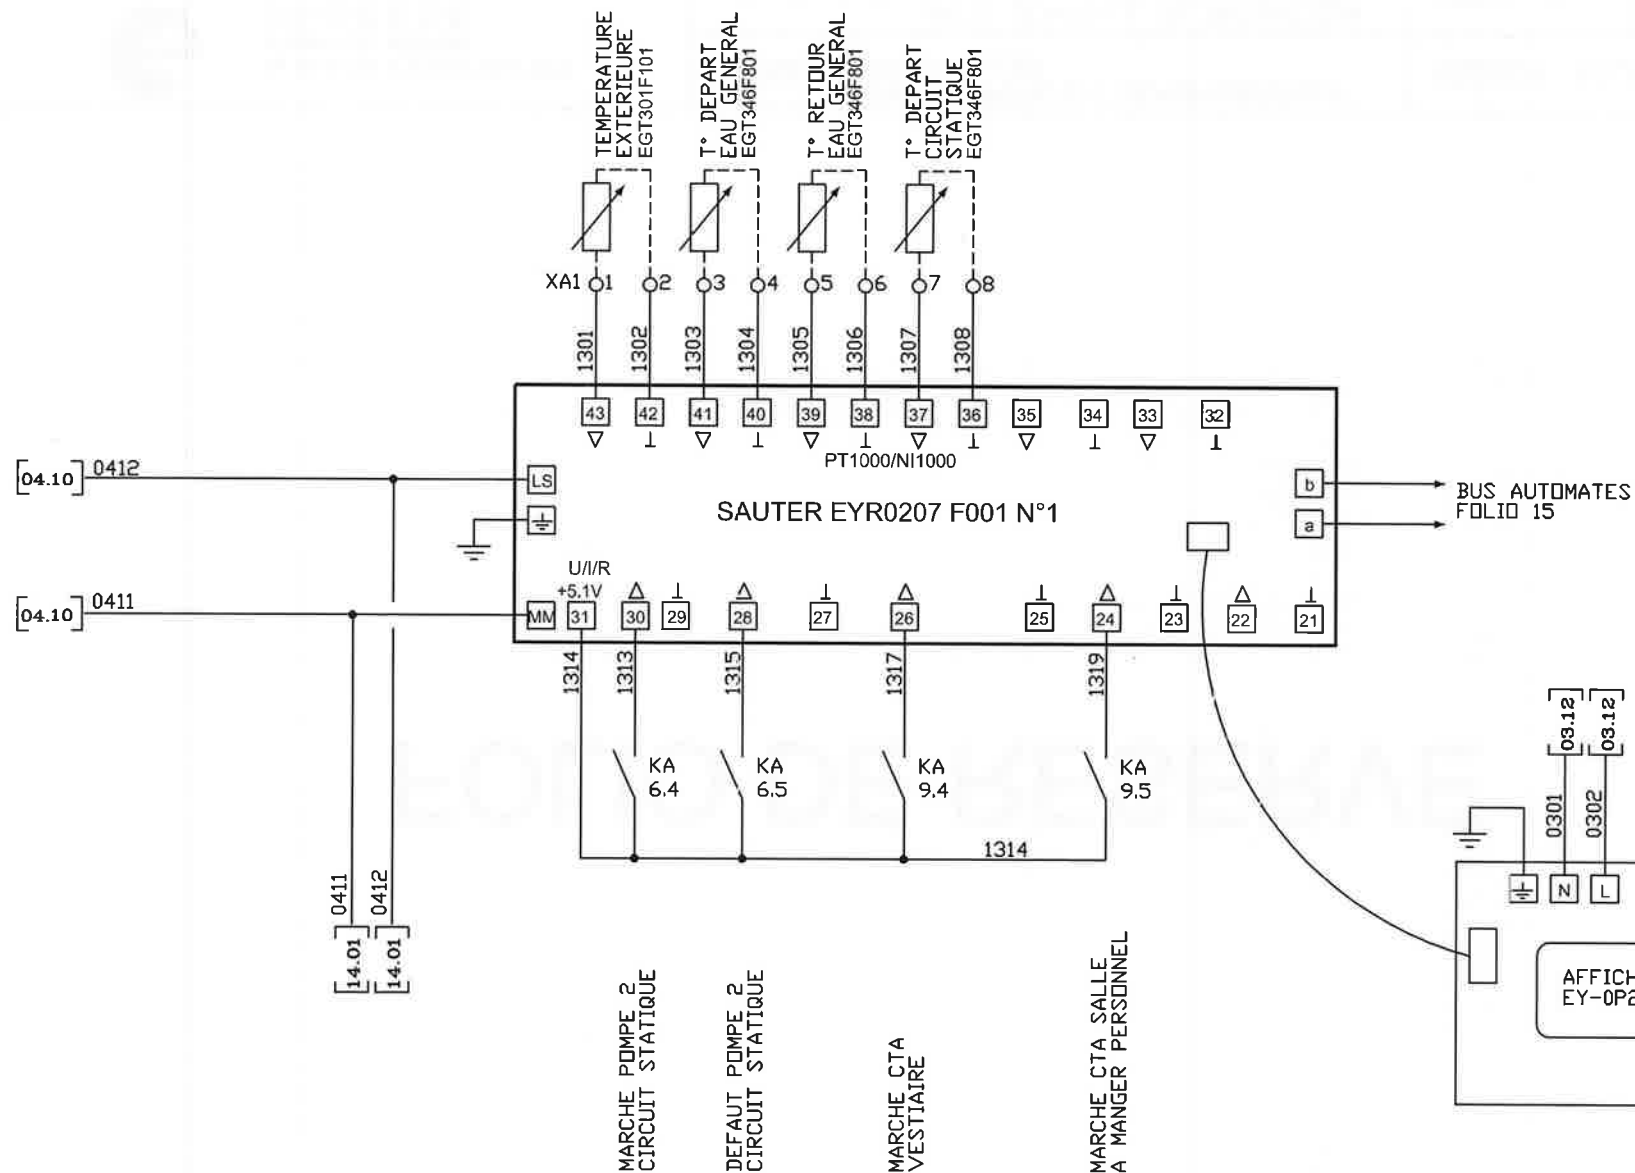 TEMPERATURE
EXTERIEURE
EGT301F101
T° DEPART
EAU GENERAL
EGT346F801
T° RETOUR
EAU GENERAL
EGT346F801
T° DEPART
CIRCUIT
STATIQUE
EGT346F801
XA1 1 2 3 4 5 6 7 8
1301 1302 1303 1304 1305 1306 1307 1308
43 42 41 40 39 38 37 36 35 34 33 32
PT1000/NI1000
04.10 0412 LS
SAUTER EYR0207 F001 N°1
b
a
BUS AUTOMATES
FOLIO 15
U/I/R
+5.1V
04.10 0411 MM 31 30 29 28 27 26 25 24 23 22 21
1314 1313 1315 1317 1319
KA
6.4
KA
6.5
KA
9.4
KA
9.5
1314
0411 0412
14.01 14.01
03.12 03.12
0301 0302
N L
AFFICH
EY-OP2
MARCHE POMPE 2
CIRCUIT STATIQUE
DEFAUT POMPE 2
CIRCUIT STATIQUE
MARCHE CTA
VESTIAIRE
MARCHE CTA SALLE
A MANGER PERSONNEL